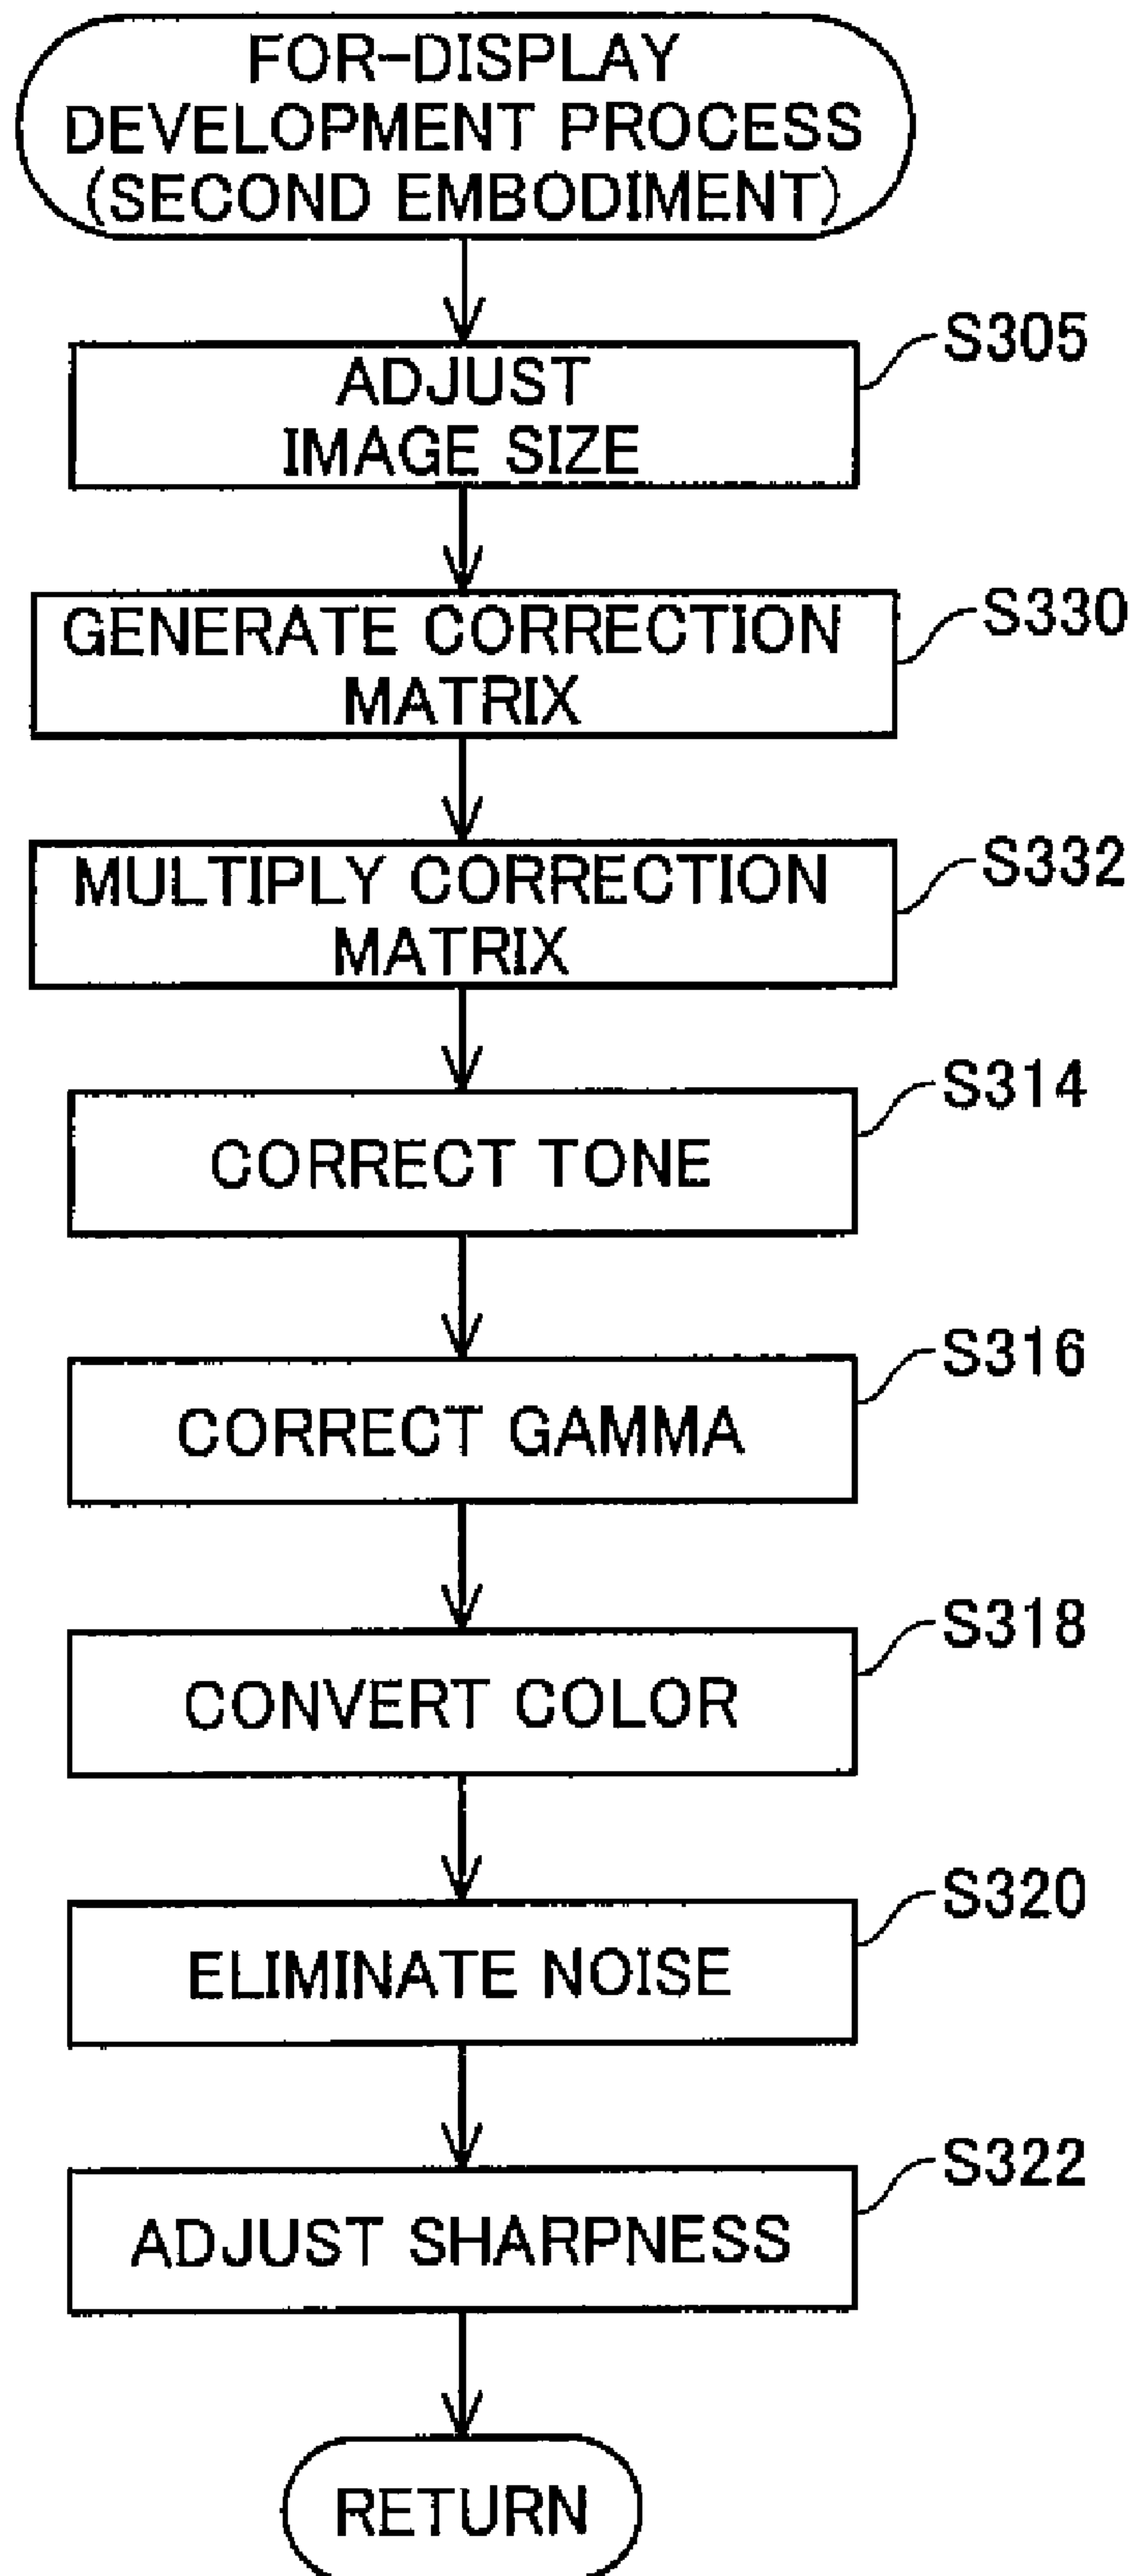 FOR-DISPLAY
DEVELOPMENT PROCESS
(SECOND EMBODIMENT)
S305
ADJUST
IMAGE SIZE
S330
GENERATE CORRECTION
MATRIX
S332
MULTIPLY CORRECTION
MATRIX
S314
CORRECT TONE
S316
CORRECT GAMMA
S318
CONVERT COLOR
S320
ELIMINATE NOISE
S322
ADJUST SHARPNESS
RETURN